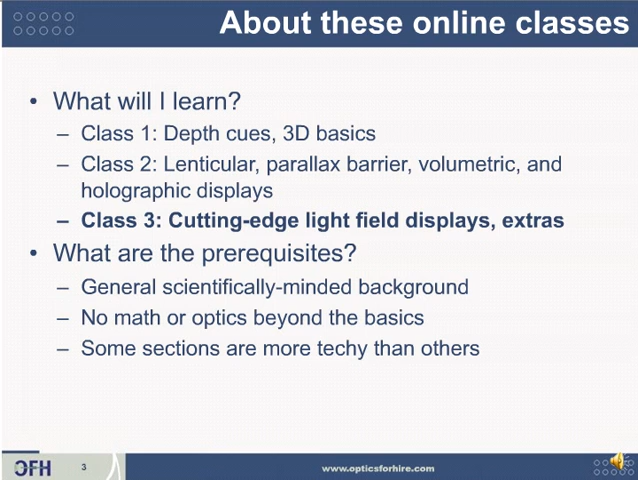 About these online classes
• What will I learn?
– Class 1: Depth cues, 3D basics
– Class 2: Lenticular, parallax barrier, volumetric, and
holographic displays
– Class 3: Cutting-edge light field displays, extras
• What are the prerequisites?
– General scientifically-minded background
– No math or optics beyond the basics
– Some sections are more techy than others
OFH
3
www.opticsforhire.com